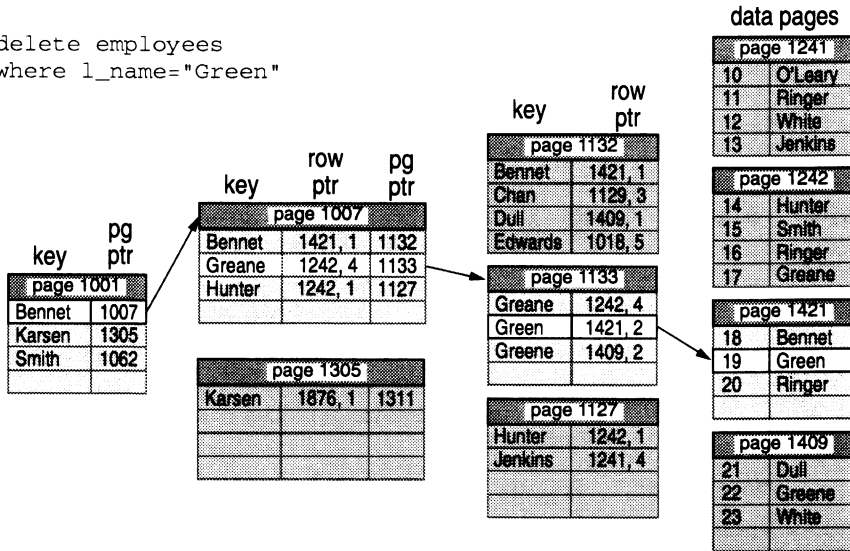 delete employees
where l_name="Green"
key
pg
ptr
page 1001
Bennet 1007
Karsen 1305
Smith 1062
key
row
ptr
pg
ptr
page 1007
Bennet 1421, 1 1132
Greane 1242, 4 1133
Hunter 1242, 1 1127
page 1305
Karsen 1876, 1 1311
key
row
ptr
page 1132
Bennet 1421, 1
Chan 1129, 3
Dull 1409, 1
Edwards 1018, 5
page 1133
Greane 1242, 4
Green 1421, 2
Greene 1409, 2
page 1127
Hunter 1242, 1
Jenkins 1241, 4
data pages
page 1241
10 O'Leary
11 Ringer
12 White
13 Jenkins
page 1242
14 Hunter
15 Smith
16 Ringer
17 Greane
page 1421
18 Bennet
19 Green
20 Ringer
page 1409
21 Dull
22 Greene
23 White